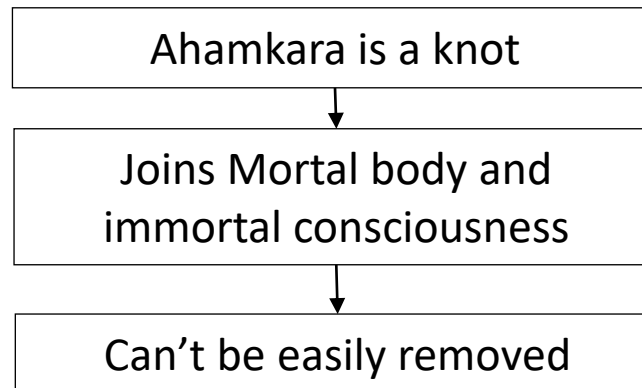 Ahamkara is a knot
Joins Mortal body and
immortal consciousness
Can’t be easily removed